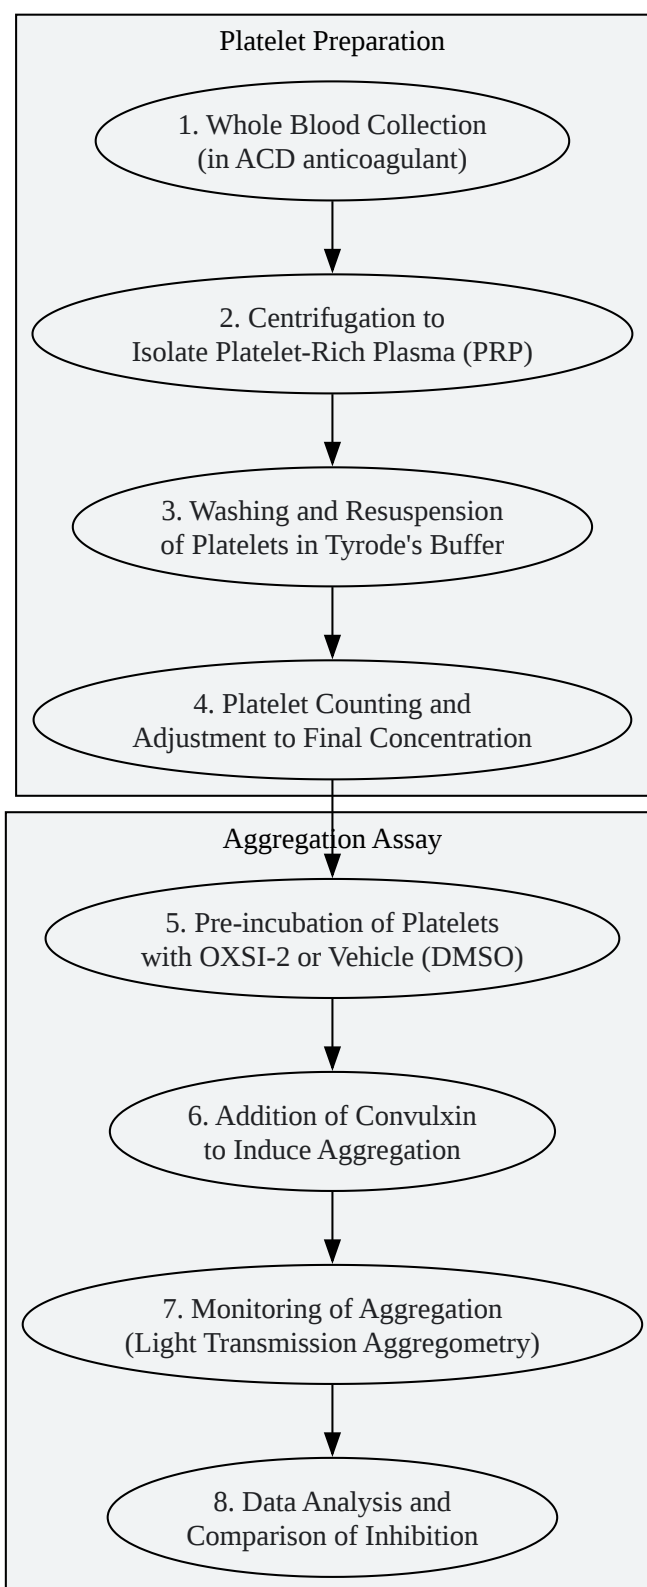 Platelet Preparation
1. Whole Blood Collection
(in ACD anticoagulant)
2. Centrifugation to
Isolate Platelet-Rich Plasma (PRP)
3. Washing and Resuspension
of Platelets in Tyrode's Buffer
4. Platelet Counting and
Adjustment to Final Concentration
Aggregation Assay
5. Pre-incubation of Platelets
with OXSI-2 or Vehicle (DMSO)
6. Addition of Convulxin
to Induce Aggregation
7. Monitoring of Aggregation
(Light Transmission Aggregometry)
8. Data Analysis and
Comparison of Inhibition